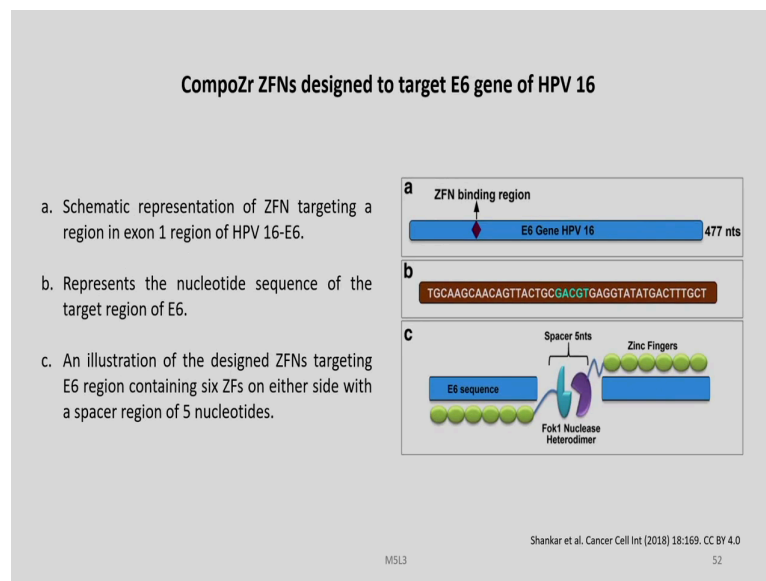 CompoZr ZFNs designed to target E6 gene of HPV 16
a. Schematic representation of ZFN targeting a
region in exon 1 region of HPV 16-E6.
b. Represents the nucleotide sequence of the
target region of E6.
c. An illustration of the designed ZFNs targeting
E6 region containing six ZFs on either side with
a spacer region of 5 nucleotides.
a
ZFN binding region
E6 Gene HPV 16
477 nts
b
TGCAAGCAACAGTTACTGCGACGTGAGGTATATGACTTTGCT
c
Spacer 5nts
Zinc Fingers
E6 sequence
Fok1 Nuclease
Heterodimer
Shankar et al. Cancer Cell Int (2018) 18:169. CC BY 4.0
M5L3
52